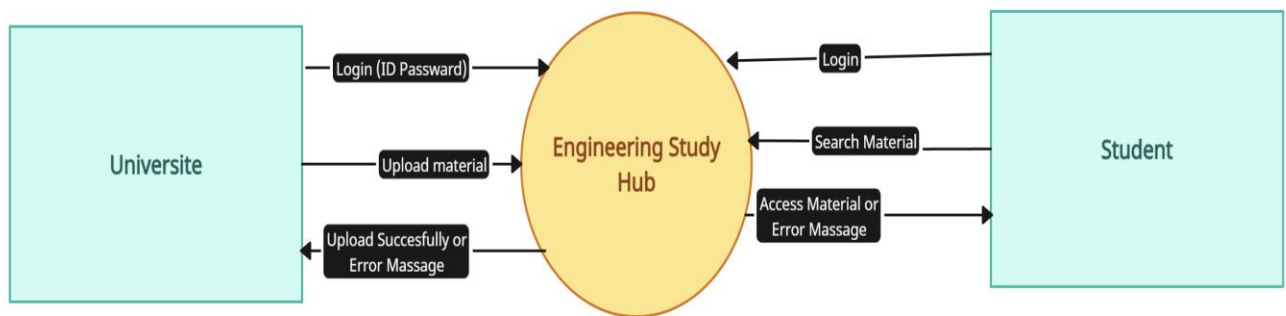 Universite
Login (ID Passward)
Upload material
Upload Succesfully or
Error Massage
Engineering Study
Hub
Login
Search Material
Access Material or
Error Massage
Student